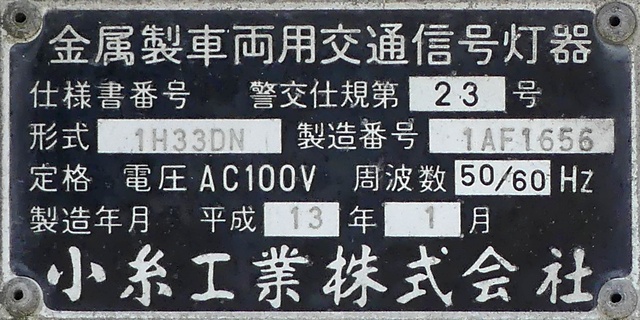 金属製車両用交通信号灯器
仕様書番号 警交仕規第 23 号
形式 1H33DN 製造番号 1AF1656
定格 電圧 AC100V 周波数 50/60 Hz
製造年月 平成 13 年 1 月
小糸工業株式会社